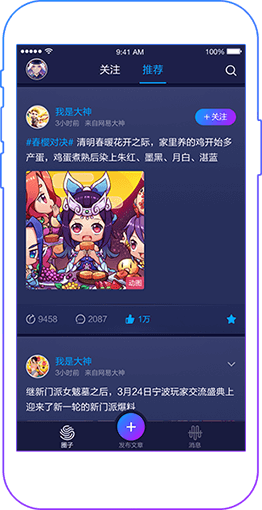 9:41 AM 100%
关注 推荐
我是大神
3小时前 来自网易大神
+关注
#春樱对决# 清明春暖花开之际，家里养的鸡开始多
产蛋，鸡蛋煮熟后染上朱红、墨黑、月白、湛蓝
动图
9458 2087 1万
我是大神
3小时前 来自网易大神
继新门派女魃墓之后，3月24日宁波玩家交流盛典上
迎来了新一轮的新门派爆料
圈子 发布文章 消息